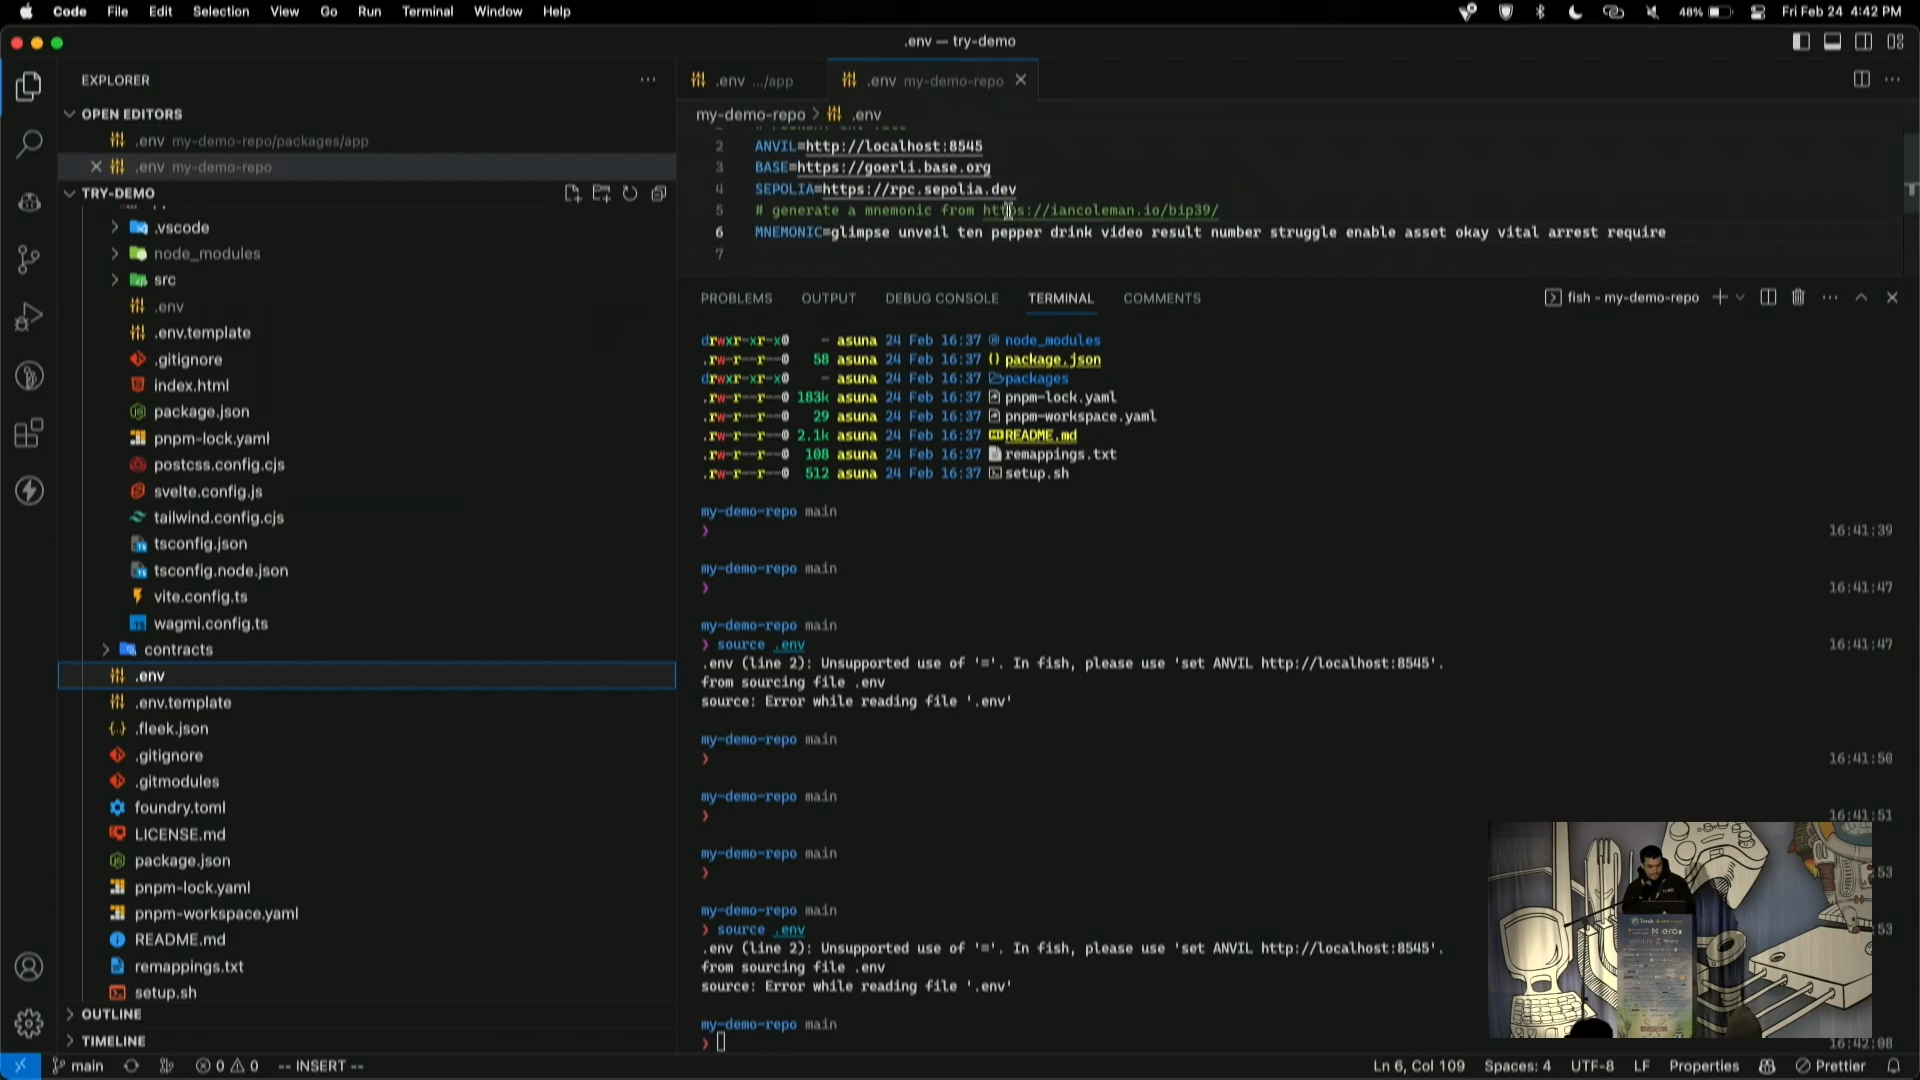 Code File Edit Selection View Go Run Terminal Window Help
48% Fri Feb 24 4:42 PM
.env — try-demo
EXPLORER
OPEN EDITORS
.env my-demo-repo/packages/app
.env my-demo-repo
TRY-DEMO
.vscode
node_modules
src
.env
.env.template
.gitignore
index.html
package.json
pnpm-lock.yaml
postcss.config.cjs
svelte.config.js
tailwind.config.cjs
tsconfig.json
tsconfig.node.json
vite.config.ts
wagmi.config.ts
contracts
.env
.env.template
.fleek.json
.gitignore
.gitmodules
foundry.toml
LICENSE.md
package.json
pnpm-lock.yaml
pnpm-workspace.yaml
README.md
remappings.txt
setup.sh
OUTLINE
TIMELINE
.env .../app
.env my-demo-repo
my-demo-repo > .env
2 ANVIL=http://localhost:8545
3 BASE=https://goerli.base.org
4 SEPOLIA=https://rpc.sepolia.dev
5 # generate a mnemonic from https://iancoleman.io/bip39/
6 MNEMONIC=glimpse unveil ten pepper drink video result number struggle enable asset okay vital arrest require
7
PROBLEMS OUTPUT DEBUG CONSOLE TERMINAL COMMENTS
fish - my-demo-repo
drwxr-xr-x@ - asuna 24 Feb 16:37 node_modules
.rw-r--r--@ 58 asuna 24 Feb 16:37 package.json
drwxr-xr-x@ - asuna 24 Feb 16:37 packages
.rw-r--r--@ 183k asuna 24 Feb 16:37 pnpm-lock.yaml
.rw-r--r--@ 29 asuna 24 Feb 16:37 pnpm-workspace.yaml
.rw-r--r--@ 2.1k asuna 24 Feb 16:37 README.md
.rw-r--r--@ 108 asuna 24 Feb 16:37 remappings.txt
.rw-r--r--@ 512 asuna 24 Feb 16:37 setup.sh
my-demo-repo main
❯ 16:41:39
my-demo-repo main
❯ 16:41:47
my-demo-repo main
❯ source .env 16:41:47
.env (line 2): Unsupported use of '='. In fish, please use 'set ANVIL http://localhost:8545'.
from sourcing file .env
source: Error while reading file '.env'
my-demo-repo main
❯ 16:41:50
my-demo-repo main
❯ 16:41:51
my-demo-repo main
❯ 53
my-demo-repo main
❯ source .env 53
.env (line 2): Unsupported use of '='. In fish, please use 'set ANVIL http://localhost:8545'.
from sourcing file .env
source: Error while reading file '.env'
my-demo-repo main
❯ 16:42:08
main 0 0 -- INSERT -- Ln 6, Col 109 Spaces: 4 UTF-8 LF Properties Prettier